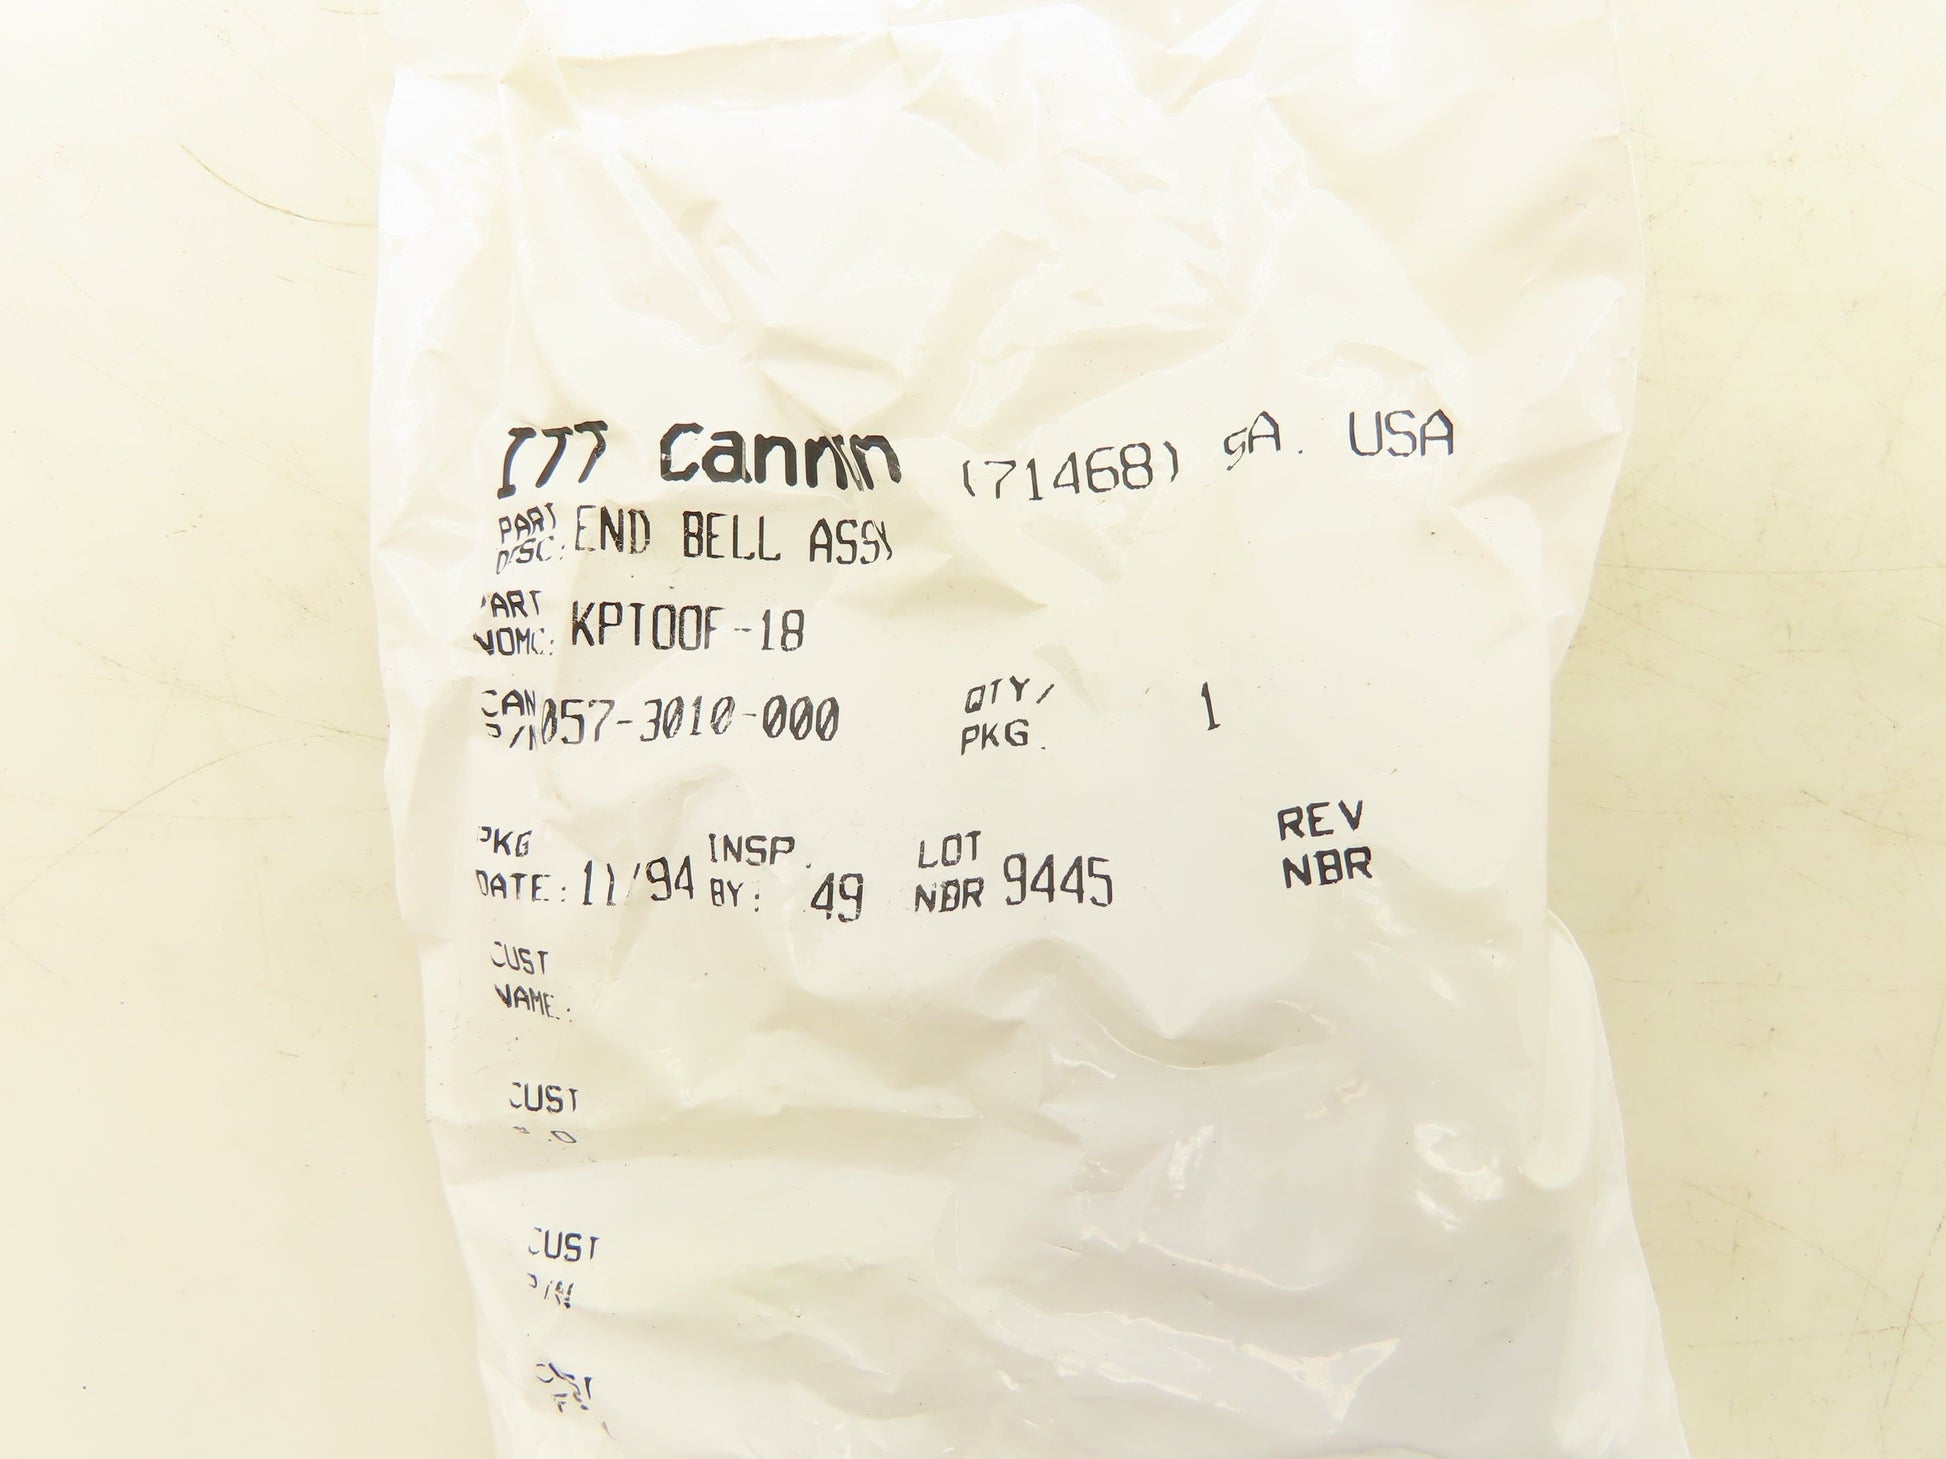 ITT Cannon (71468) SA. USA
PART
DESC: END BELL ASSY
PART
NOMC: KPT00F-18
CAN
P/N 057-3010-000
QTY/
PKG. 1
PKG
DATE: 11/94
INSP.
BY: 49
LOT
NBR 9445
REV
NBR
CUST
NAME:
CUST
P.O
CUST
P/N